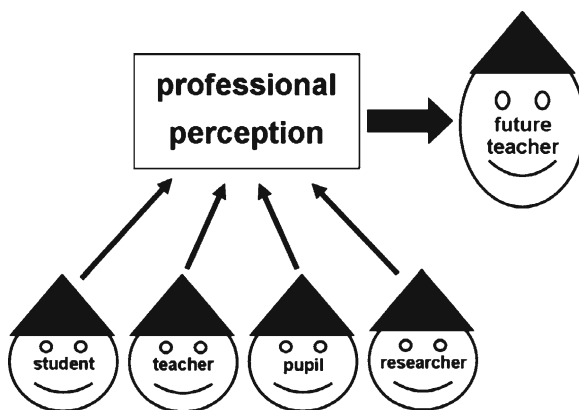 professional
perception
future
teacher
student
teacher
pupil
researcher